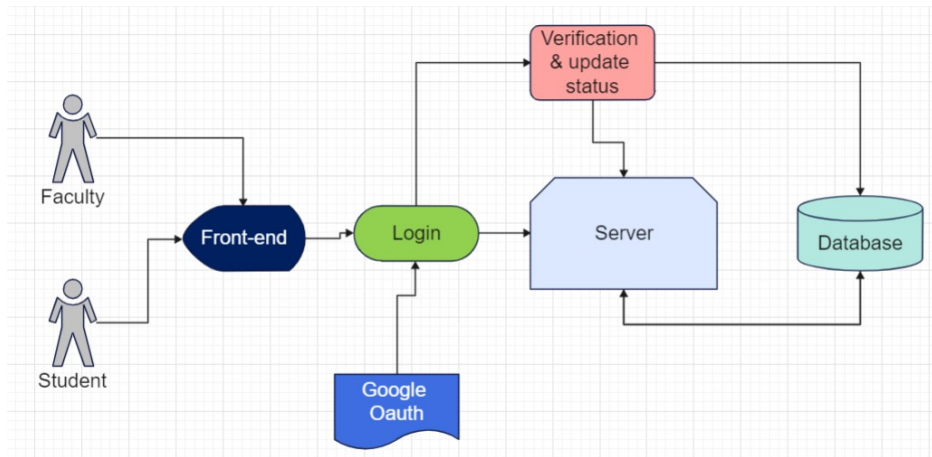 Verification
& update
status
Faculty
Front-end
Login
Server
Database
Student
Google
Oauth